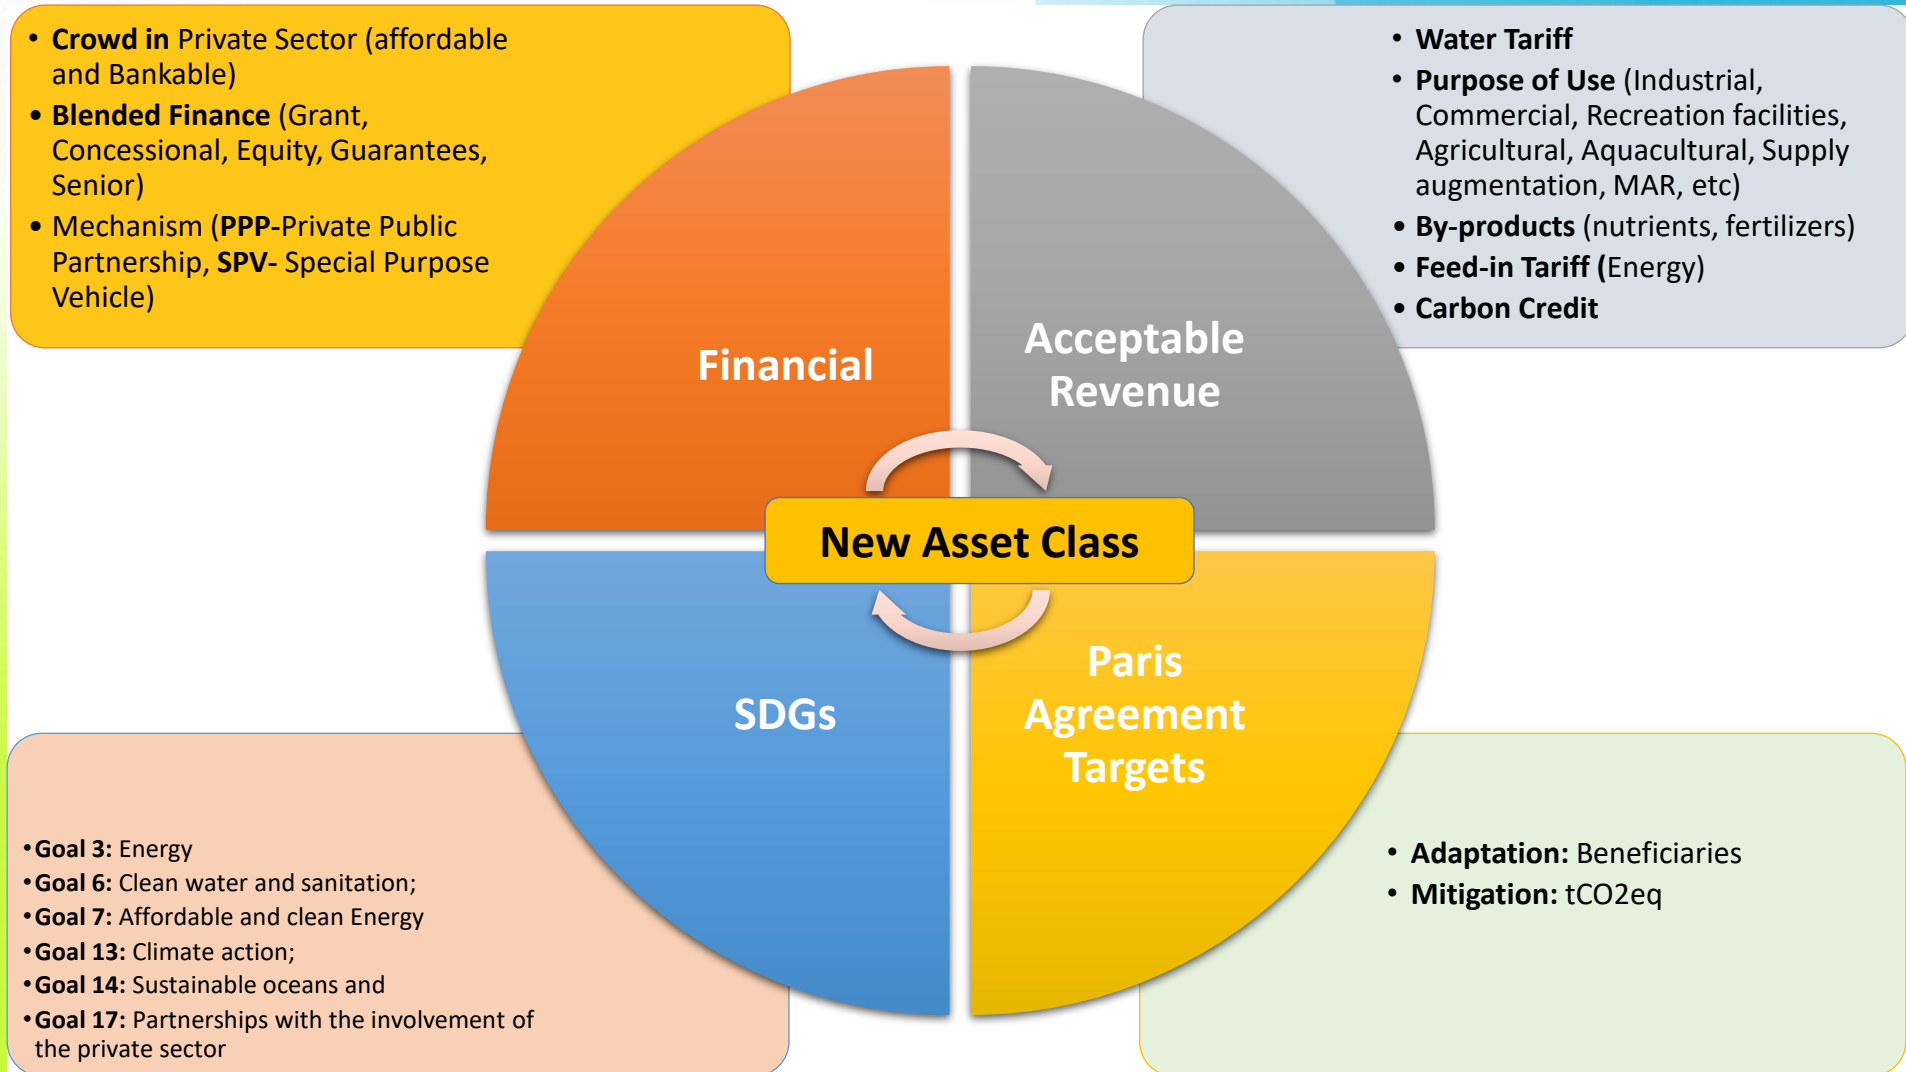 • Crowd in Private Sector (affordable
and Bankable)
• Blended Finance (Grant,
Concessional, Equity, Guarantees,
Senior)
• Mechanism (PPP-Private Public
Partnership, SPV- Special Purpose
Vehicle)
• Water Tariff
• Purpose of Use (Industrial,
Commercial, Recreation facilities,
Agricultural, Aquacultural, Supply
augmentation, MAR, etc)
• By-products (nutrients, fertilizers)
• Feed-in Tariff (Energy)
• Carbon Credit
Financial
Acceptable
Revenue
New Asset Class
SDGs
Paris
Agreement
Targets
• Goal 3: Energy
• Goal 6: Clean water and sanitation;
• Goal 7: Affordable and clean Energy
• Goal 13: Climate action;
• Goal 14: Sustainable oceans and
• Goal 17: Partnerships with the involvement of
the private sector
• Adaptation: Beneficiaries
• Mitigation: tCO2eq